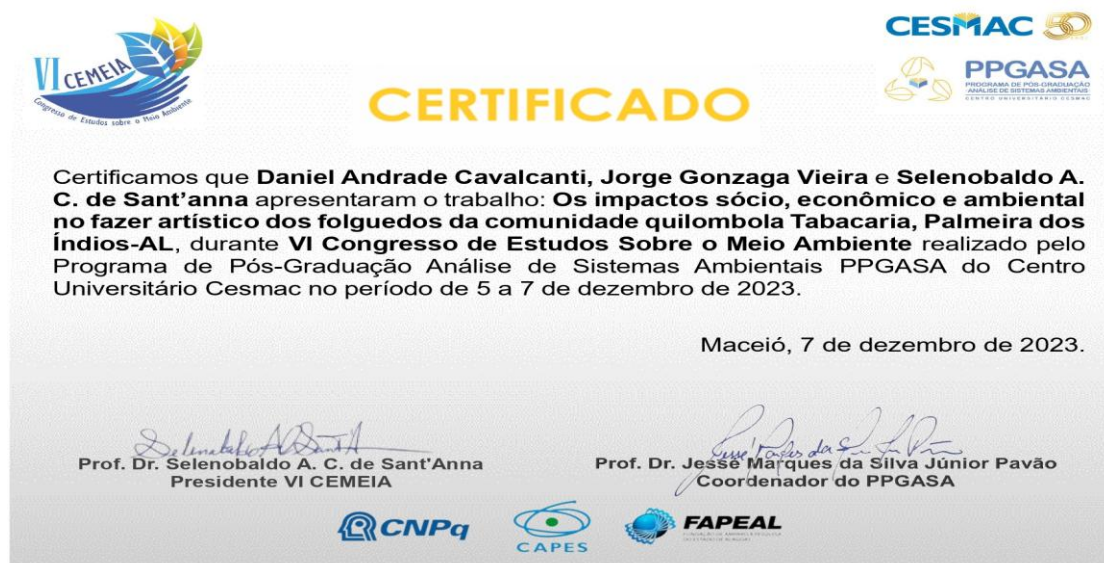 VI CEMEIA
Congresso de Estudos sobre o Meio Ambiente
CESMAC 50
PPGASA
PROGRAMA DE PÓS-GRADUAÇÃO
ANÁLISE DE SISTEMAS AMBIENTAIS
CENTRO UNIVERSITÁRIO CESMAC
CERTIFICADO
Certificamos que Daniel Andrade Cavalcanti, Jorge Gonzaga Vieira e Selenobaldo A.
C. de Sant'anna apresentaram o trabalho: Os impactos sócio, econômico e ambiental
no fazer artístico dos folguedos da comunidade quilombola Tabacaria, Palmeira dos
Índios-AL, durante VI Congresso de Estudos Sobre o Meio Ambiente realizado pelo
Programa de Pós-Graduação Análise de Sistemas Ambientais PPGASA do Centro
Universitário Cesmac no período de 5 a 7 de dezembro de 2023.
Maceió, 7 de dezembro de 2023.
Prof. Dr. Selenobaldo A. C. de Sant'Anna
Presidente VI CEMEIA
Prof. Dr. Jessé Marques da Silva Júnior Pavão
Coordenador do PPGASA
CNPq
CAPES
FAPEAL